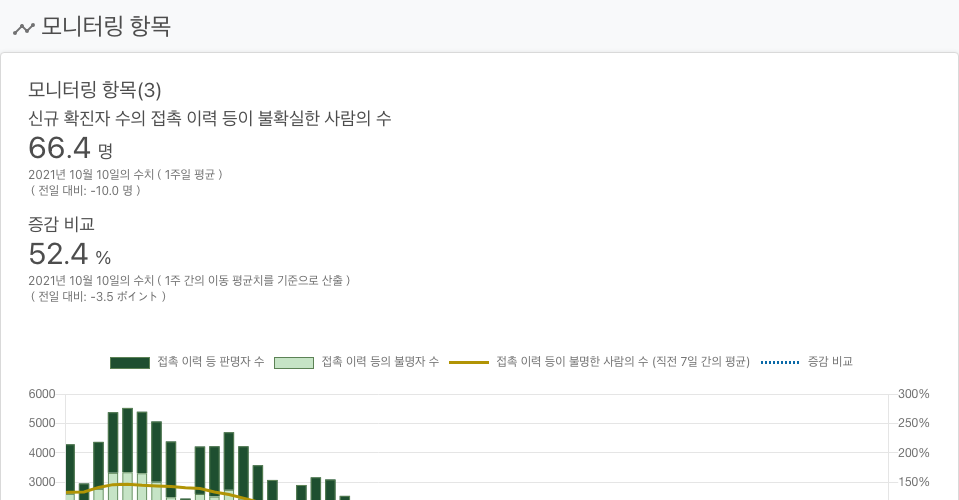 모니터링 항목
모니터링 항목(3)
신규 확진자 수의 접촉 이력 등이 불확실한 사람의 수
66.4 명
2021년 10월 10일의 수치 ( 1주일 평균 )
( 전일 대비: -10.0 명 )
증감 비교
52.4 %
2021년 10월 10일의 수치 ( 1주 간의 이동 평균치를 기준으로 산출 )
( 전일 대비: -3.5 ポイント )
접촉 이력 등 판명자 수 접촉 이력 등의 불명자 수 접촉 이력 등이 불명한 사람의 수 (직전 7일 간의 평균) 증감 비교
6000 300%
5000 250%
4000 200%
3000 150%